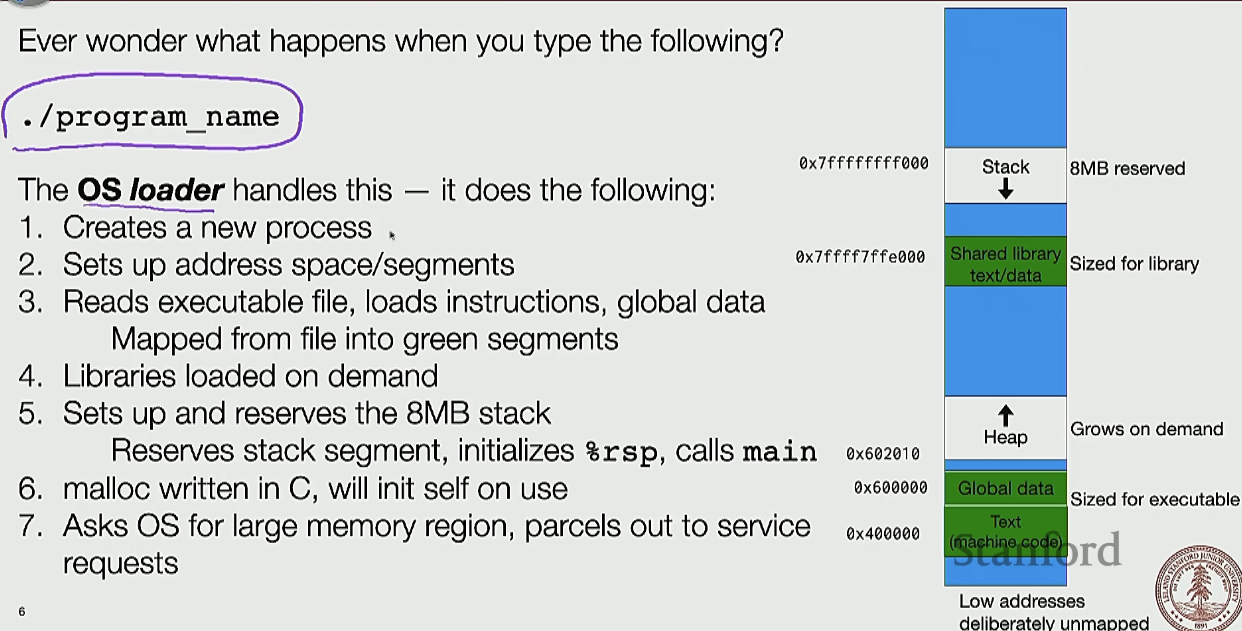 Ever wonder what happens when you type the following?
./program_name
The OS loader handles this — it does the following:
1. Creates a new process
2. Sets up address space/segments
3. Reads executable file, loads instructions, global data
Mapped from file into green segments
4. Libraries loaded on demand
5. Sets up and reserves the 8MB stack
Reserves stack segment, initializes %rsp, calls main
6. malloc written in C, will init self on use
7. Asks OS for large memory region, parcels out to service
requests
6
0x7ffffffff000
Stack
8MB reserved
0x7ffff7ffe000
Shared library
text/data
Sized for library
Heap
Grows on demand
0x602010
0x600000
Global data
Sized for executable
0x400000
Text
(machine code)
Stanford
Low addresses
deliberately unmapped
LELAND STANFORD JUNIOR UNIVERSITY
1891